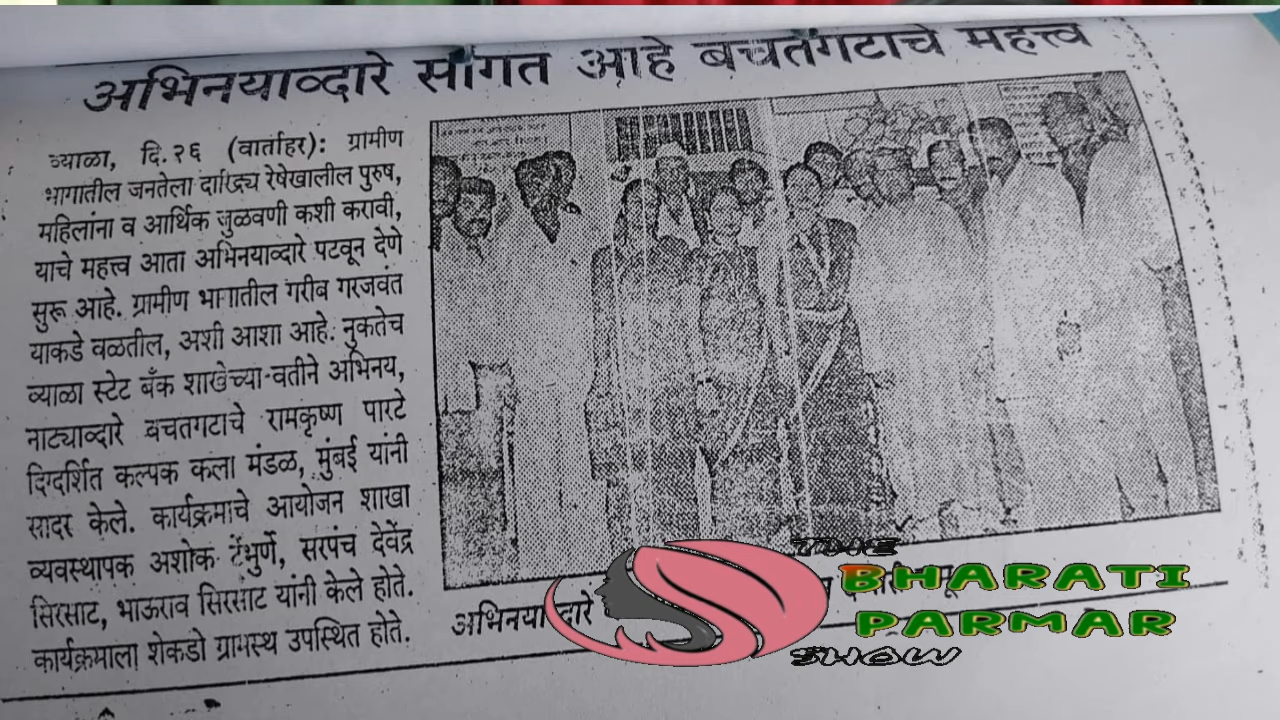 अभिनयाव्दारे सांगत आहे बचतगटाचे महत्त्व
व्याळा, दि.२६ (वार्ताहर): ग्रामीण
भागातील जनतेला दारिद्र्य रेषेखालील पुरुष,
महिलांना व आर्थिक जुळवणी कशी करावी,
याचे महत्त्व आता अभिनयाव्दारे पटवून देणे
सुरू आहे. ग्रामीण भागातील गरीब गरजवंत
याकडे वळतील, अशी आशा आहे. नुकतेच
व्याळा स्टेट बँक शाखेच्या-वतीने अभिनय,
नाट्याव्दारे बचतगटाचे रामकृष्ण पारटे
दिग्दर्शित कल्पक कला मंडळ, मुंबई यांनी
सादर केले. कार्यक्रमाचे आयोजन शाखा
व्यवस्थापक अशोक टेंभुर्णे, सरपंच देवेंद्र
सिरसाट, भाऊराव सिरसाट यांनी केले होते.
कार्यक्रमाला शेकडो ग्रामस्थ उपस्थित होते.
अभिनयाव्दारे
THE
BHARATI
PARMAR
SHOW